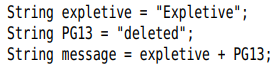 String expletive = "Expletive";
String PG13 = "deleted";
String message = expletive + PG13;